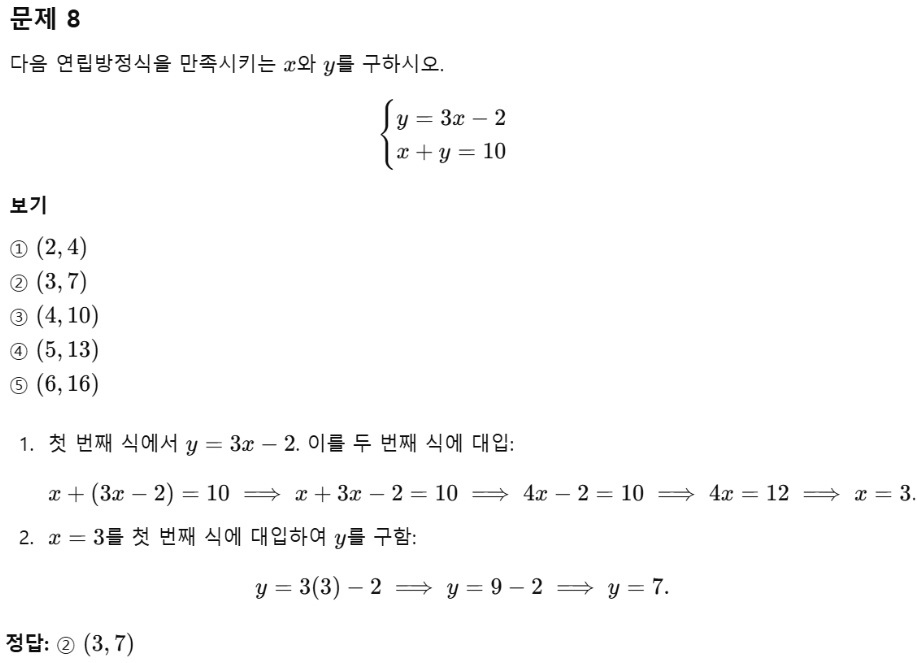 문제 8
다음 연립방정식을 만족시키는 x와 y를 구하시오.
{ y = 3x − 2
x + y = 10
보기
① (2, 4)
② (3, 7)
③ (4, 10)
④ (5, 13)
⑤ (6, 16)
1. 첫 번째 식에서 y = 3x − 2. 이를 두 번째 식에 대입:
x + (3x − 2) = 10 ⟹ x + 3x − 2 = 10 ⟹ 4x − 2 = 10 ⟹ 4x = 12 ⟹ x = 3.
2. x = 3를 첫 번째 식에 대입하여 y를 구함:
y = 3(3) − 2 ⟹ y = 9 − 2 ⟹ y = 7.
정답: ② (3, 7)